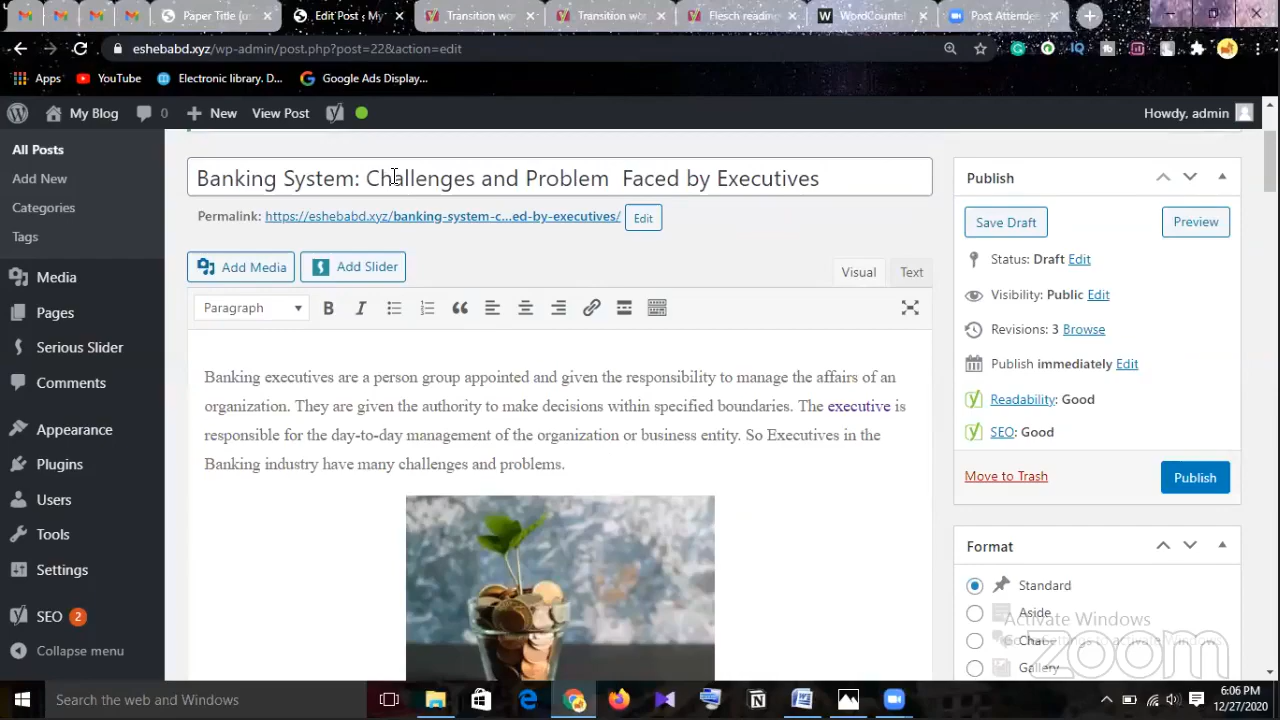 Paper Title (us
Edit Post ‹ My
Transition wo
Transition wo
Flesch readin
WordCounte
Post Attende
eshebabd.xyz/wp-admin/post.php?post=22&action=edit
Apps YouTube Electronic library. D... Google Ads Display...
My Blog 0 New View Post Howdy, admin
All Posts
Add New
Categories
Tags
Media
Pages
Serious Slider
Comments
Appearance
Plugins
Users
Tools
Settings
SEO 2
Collapse menu
Banking System: Challenges and Problem Faced by Executives
Permalink: https://eshebabd.xyz/banking-system-c...ed-by-executives/ Edit
Add Media Add Slider
Visual Text
Paragraph
Banking executives are a person group appointed and given the responsibility to manage the affairs of an
organization. They are given the authority to make decisions within specified boundaries. The executive is
responsible for the day-to-day management of the organization or business entity. So Executives in the
Banking industry have many challenges and problems.
Publish
Save Draft Preview
Status: Draft Edit
Visibility: Public Edit
Revisions: 3 Browse
Publish immediately Edit
Readability: Good
SEO: Good
Move to Trash Publish
Format
Standard
Aside
Chat
Gallery
Activate Windows
zoom
Search the web and Windows
6:06 PM
12/27/2020